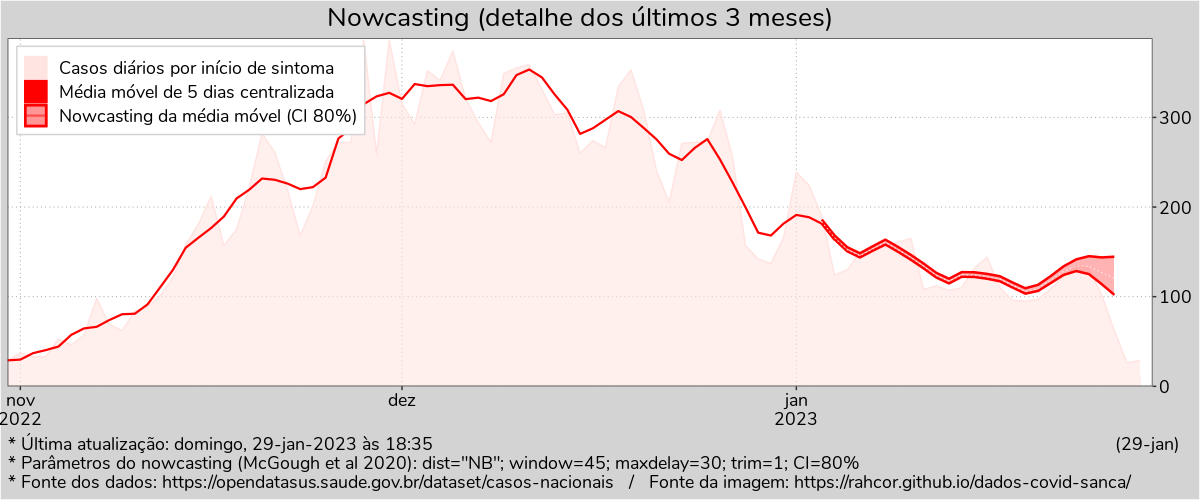 Nowcasting (detalhe dos últimos 3 meses)
Casos diários por início de sintoma
Média móvel de 5 dias centralizada
Nowcasting da média móvel (CI 80%)
300
200
100
0
nov
2022
dez
jan
2023
* Última atualização: domingo, 29-jan-2023 às 18:35
(29-jan)
* Parâmetros do nowcasting (McGough et al 2020): dist="NB"; window=45; maxdelay=30; trim=1; CI=80%
* Fonte dos dados: https://opendatasus.saude.gov.br/dataset/casos-nacionais / Fonte da imagem: https://rahcor.github.io/dados-covid-sanca/